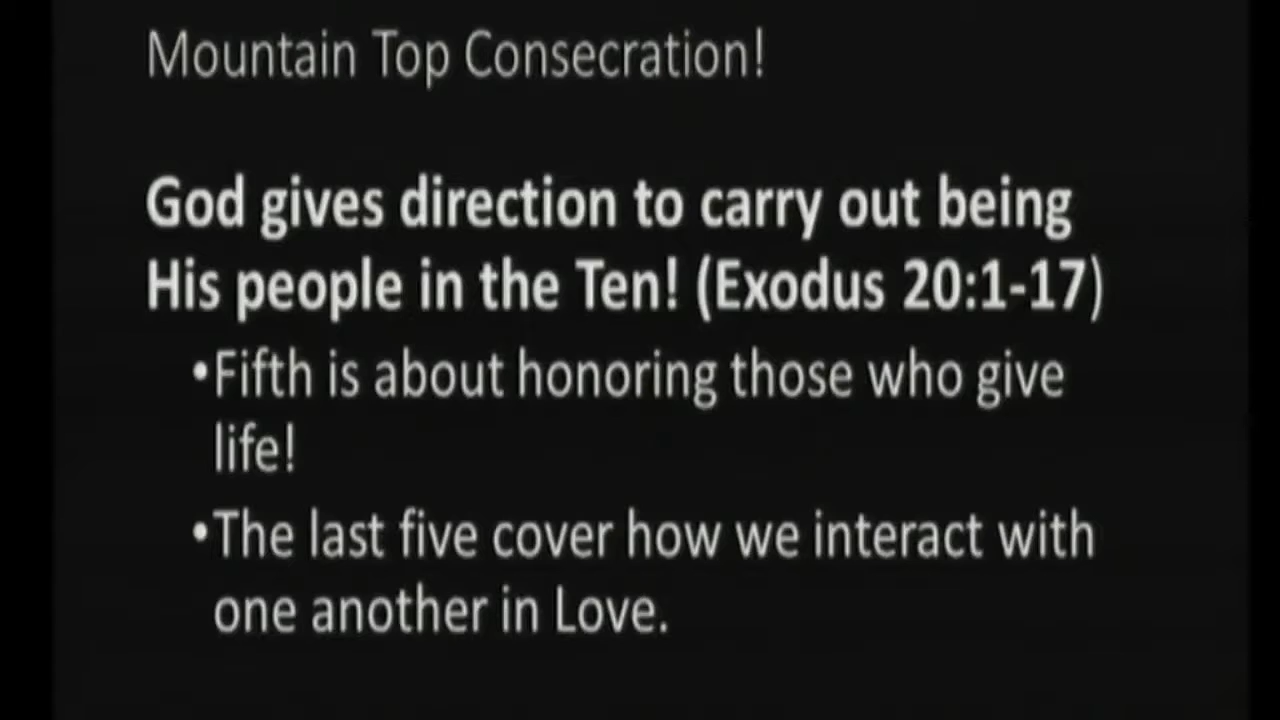 Mountain Top Consecration!
God gives direction to carry out being
His people in the Ten! (Exodus 20:1-17)
•Fifth is about honoring those who give
life!
•The last five cover how we interact with
one another in Love.